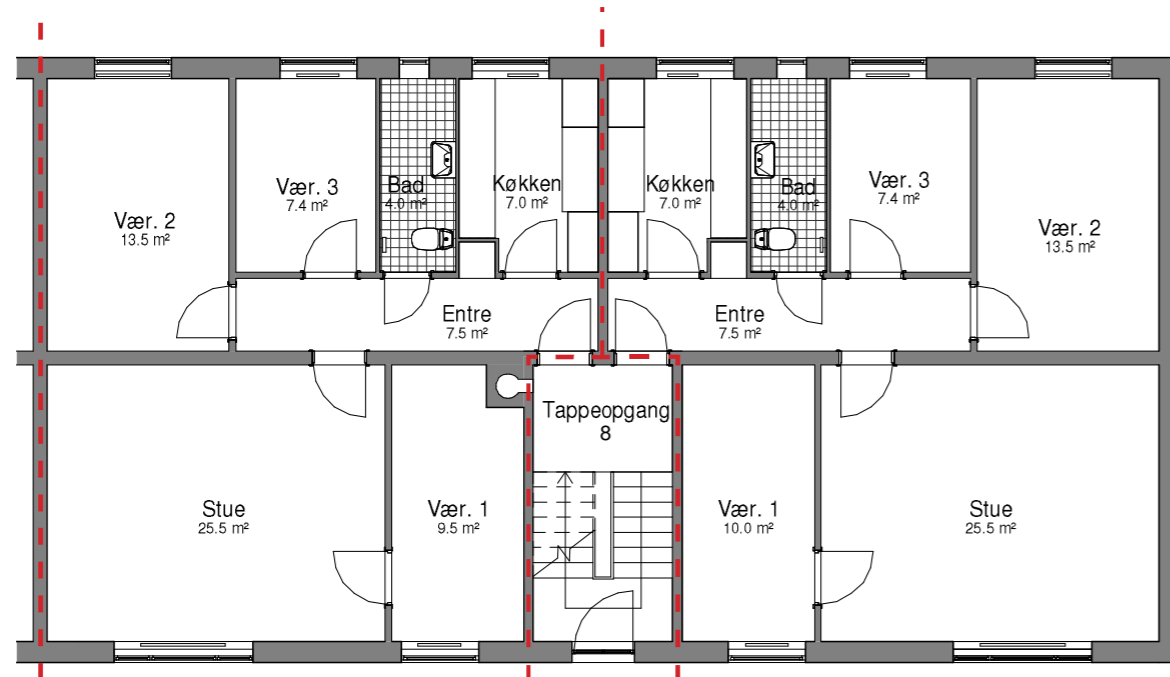 Vær. 2
13.5 m²
Vær. 3
7.4 m²
Bad
4.0 m²
Køkken
7.0 m²
Køkken
7.0 m²
Bad
4.0 m²
Vær. 3
7.4 m²
Vær. 2
13.5 m²
Entre
7.5 m²
Entre
7.5 m²
Tappeopgang
8
Stue
25.5 m²
Vær. 1
9.5 m²
Vær. 1
10.0 m²
Stue
25.5 m²